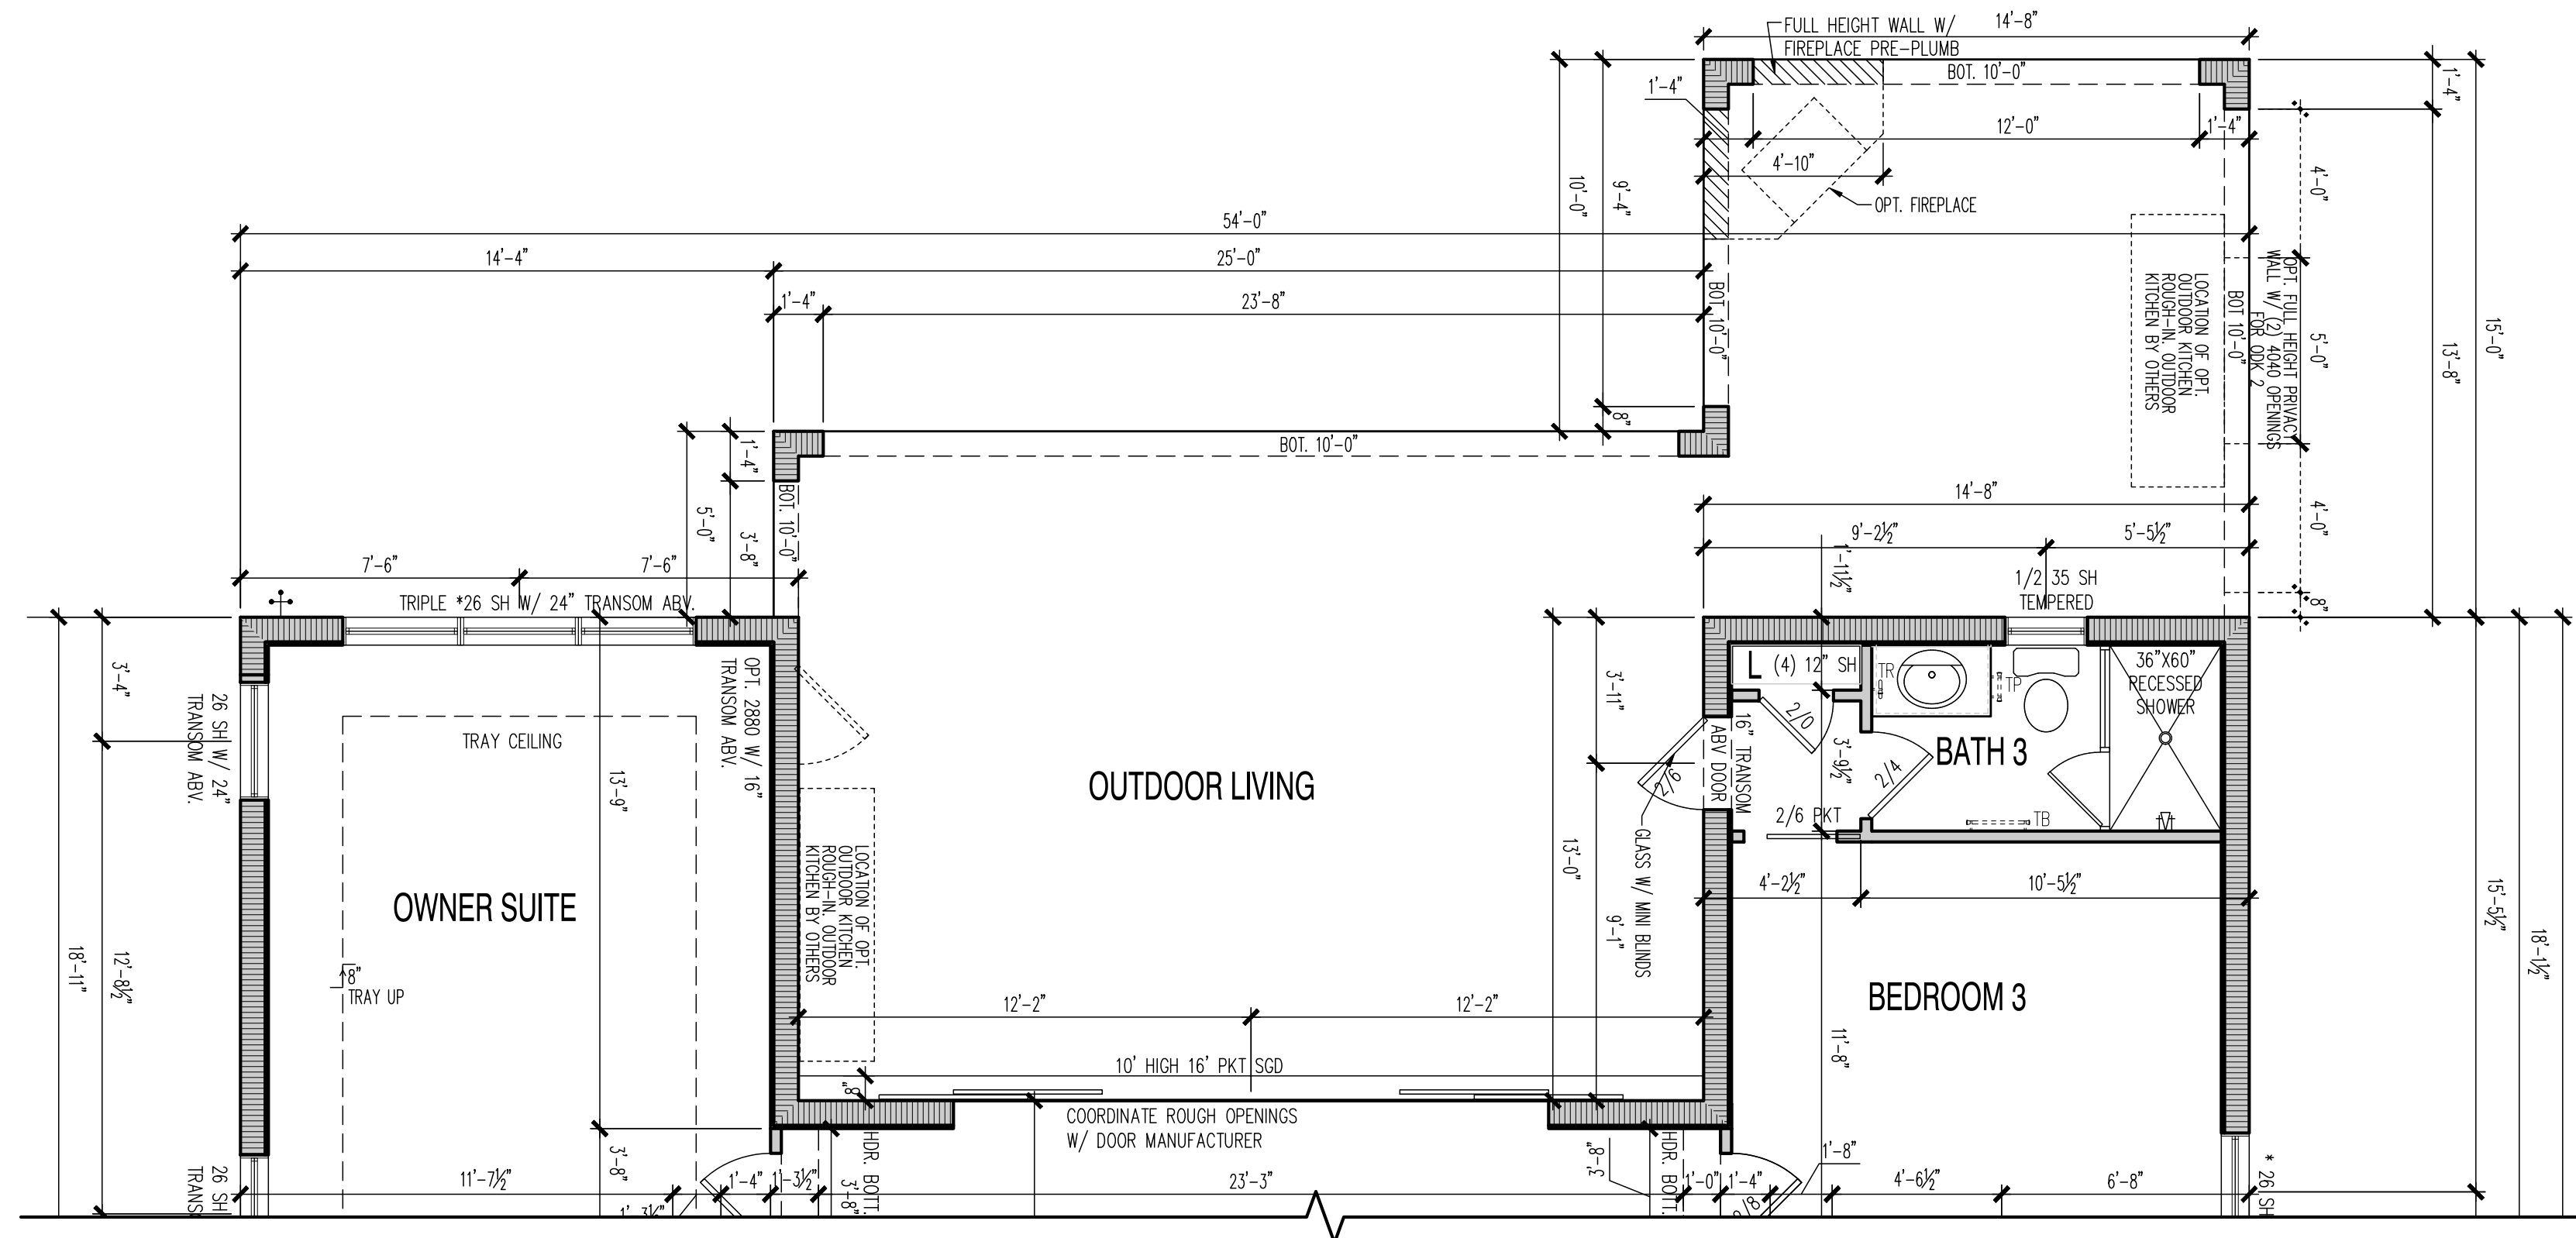 FULL HEIGHT WALL W/
FIREPLACE PRE-PLUMB
14'-8"
BOT. 10'-0"
1'-4"
1'-4"
12'-0"
1'-4"
4'-10"
OPT. FIREPLACE
10'-0"
9'-4"
4'-0"
54'-0"
14'-4"
25'-0"
1'-4"
23'-8"
BOT 10'-0"
LOCATION OF OPT.
OUTDOOR KITCHEN
ROUGH-IN. OUTDOOR
KITCHEN BY OTHERS
BOT 10'-0"
OPT. FULL HEIGHT PRIVACY
WALL W/ (2) 4040 OPENINGS
FOR ODK 2
5'-0"
13'-8"
15'-0"
8"
BOT. 10'-0"
1'-4"
5'-0"
3'-8"
BOT. 10'-0"
14'-8"
4'-0"
9'-2½"
5'-5½"
1'-11½"
7'-6"
7'-6"
1/2 35 SH
TEMPERED
8"
TRIPLE *26 SH W/ 24" TRANSOM ABV.
3'-4"
26 SH W/ 24"
TRANSOM ABV.
TRAY CEILING
13'-9"
OPT. 2880 W/ 16"
TRANSOM ABV.
OUTDOOR LIVING
3'-11"
L (4) 12" SH
TR
TP
36"X60"
RECESSED
SHOWER
2/0
16" TRANSOM
ABV DOOR
3'-9½"
BATH 3
2/4
2/6
2/6 PKT
TB
GLASS W/ MINI BLINDS
LOCATION OF OPT.
OUTDOOR KITCHEN
ROUGH-IN. OUTDOOR
KITCHEN BY OTHERS
13'-0"
9'-1"
4'-2½"
10'-5½"
OWNER SUITE
BEDROOM 3
15'-5½"
18'-1½"
18'-11"
12'-8½"
8"
TRAY UP
12'-2"
12'-2"
11'-8"
10' HIGH 16' PKT SGD
8"
COORDINATE ROUGH OPENINGS
W/ DOOR MANUFACTURER
26 SH
TRANS
11'-7½"
3'-8"
1'-4"
1'-3½"
3'-8"
HDR. BOTT.
23'-3"
3'-8"
HDR. BOTT.
1'-0"
1'-4"
1'-8"
4'-6½"
6'-8"
* 26 SH